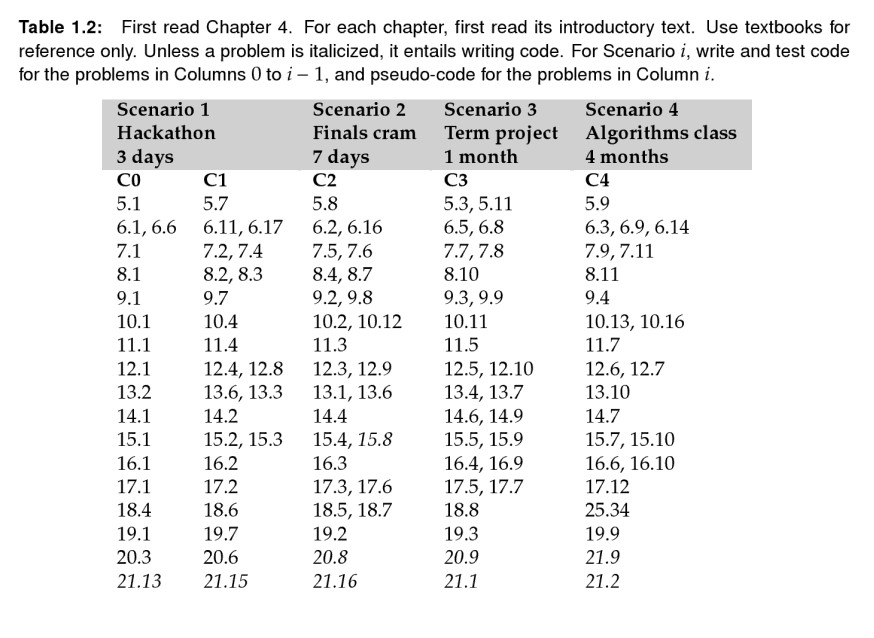 Table 1.2: First read Chapter 4. For each chapter, first read its introductory text. Use textbooks for
reference only. Unless a problem is italicized, it entails writing code. For Scenario i, write and test code
for the problems in Columns 0 to i – 1, and pseudo-code for the problems in Column i.
Scenario 1 Scenario 2 Scenario 3 Scenario 4
Hackathon Finals cram Term project Algorithms class
3 days 7 days 1 month 4 months
C0 C1 C2 C3 C4
5.1 5.7 5.8 5.3, 5.11 5.9
6.1, 6.6 6.11, 6.17 6.2, 6.16 6.5, 6.8 6.3, 6.9, 6.14
7.1 7.2, 7.4 7.5, 7.6 7.7, 7.8 7.9, 7.11
8.1 8.2, 8.3 8.4, 8.7 8.10 8.11
9.1 9.7 9.2, 9.8 9.3, 9.9 9.4
10.1 10.4 10.2, 10.12 10.11 10.13, 10.16
11.1 11.4 11.3 11.5 11.7
12.1 12.4, 12.8 12.3, 12.9 12.5, 12.10 12.6, 12.7
13.2 13.6, 13.3 13.1, 13.6 13.4, 13.7 13.10
14.1 14.2 14.4 14.6, 14.9 14.7
15.1 15.2, 15.3 15.4, 15.8 15.5, 15.9 15.7, 15.10
16.1 16.2 16.3 16.4, 16.9 16.6, 16.10
17.1 17.2 17.3, 17.6 17.5, 17.7 17.12
18.4 18.6 18.5, 18.7 18.8 25.34
19.1 19.7 19.2 19.3 19.9
20.3 20.6 20.8 20.9 21.9
21.13 21.15 21.16 21.1 21.2